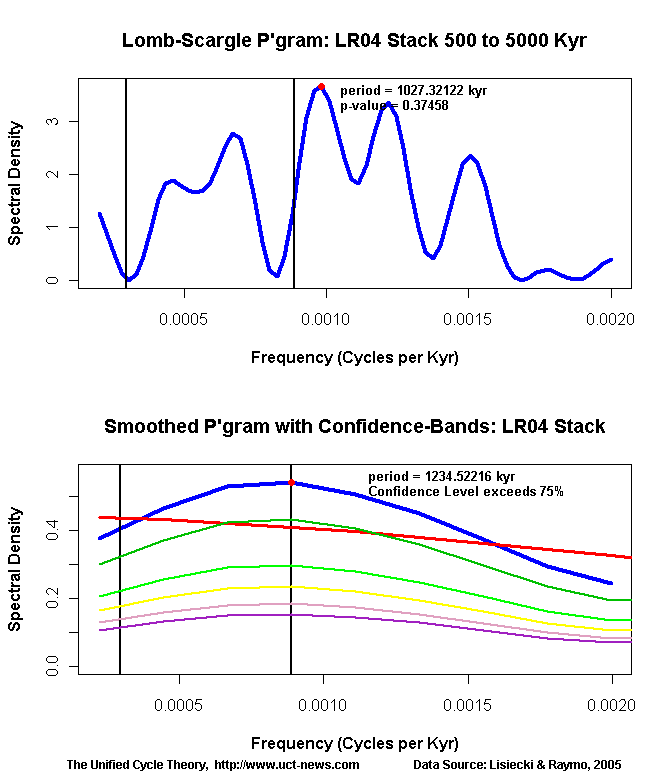 Lomb-Scargle P'gram: LR04 Stack 500 to 5000 Kyr
period = 1027.32122 kyr
p-value = 0.37458
Spectral Density
3
2
1
0
0.0005 0.0010 0.0015 0.0020
Frequency (Cycles per Kyr)
Smoothed P'gram with Confidence-Bands: LR04 Stack
period = 1234.52216 kyr
Confidence Level exceeds 75%
Spectral Density
0.4
0.2
0.0
0.0005 0.0010 0.0015 0.0020
Frequency (Cycles per Kyr)
The Unified Cycle Theory, http://www.uct-news.com Data Source: Lisiecki & Raymo, 2005